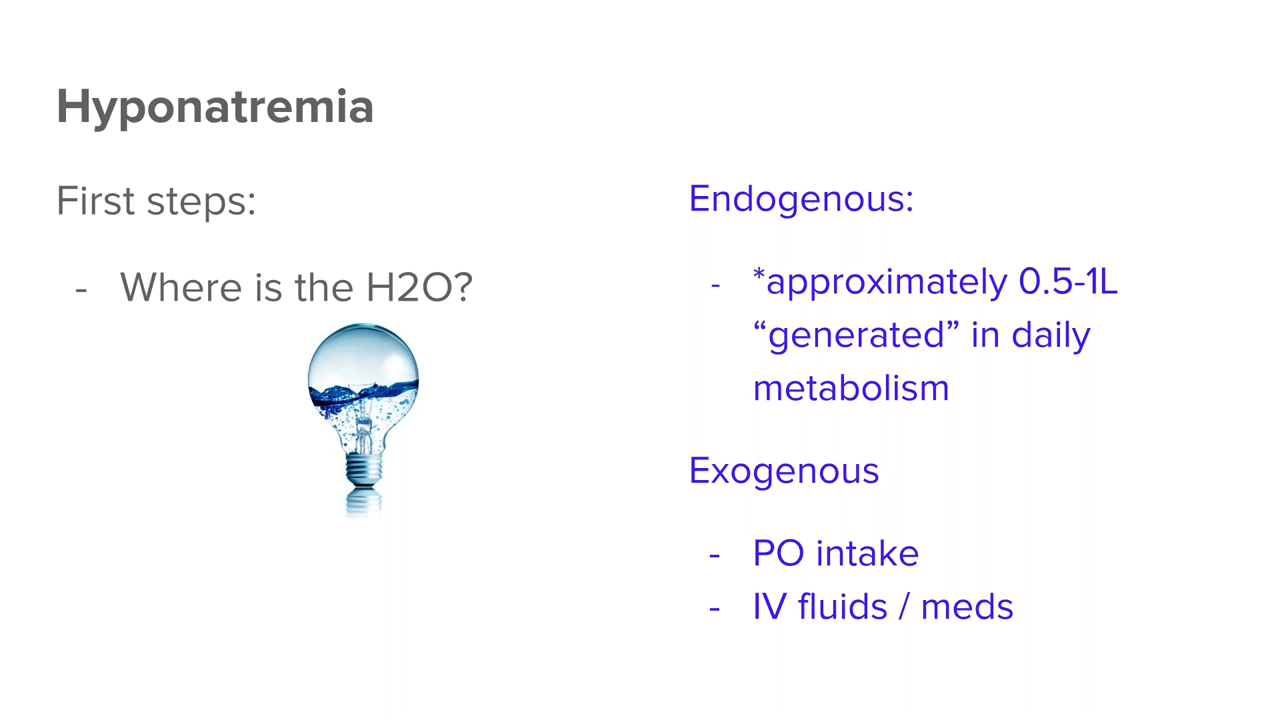 Hyponatremia
First steps:
- Where is the H2O?
Endogenous:
- *approximately 0.5-1L
“generated” in daily
metabolism
Exogenous
- PO intake
- IV fluids / meds